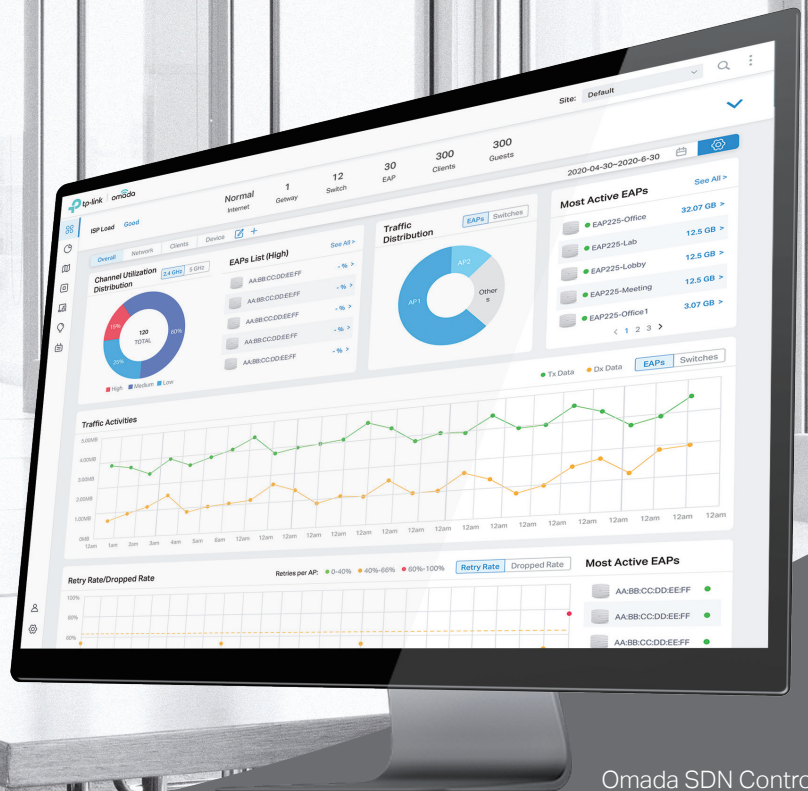 tp-link omada
Site: Default
Normal
Internet
1
Getway
12
Switch
30
EAP
300
Clients
300
Guests
ISP Load Good
2020-04-30~2020-6-30
Overall Network Clients Device
Channel Utilization
Distribution
2.4 GHz 5 GHz
15%
60%
25%
120
TOTAL
High Medium Low
EAPs List (High)
See All >
AA:BB:CC:DD:EE:FF - % >
AA:BB:CC:DD:EE:FF - % >
AA:BB:CC:DD:EE:FF - % >
AA:BB:CC:DD:EE:FF - % >
AA:BB:CC:DD:EE:FF - % >
Traffic
Distribution
EAPs Switches
AP1
AP2
Other
s
Most Active EAPs
See All >
EAP225-Office 32.07 GB >
EAP225-Lab 12.5 GB >
EAP225-Lobby 12.5 GB >
EAP225-Meeting 12.5 GB >
EAP225-Office1 3.07 GB >
< 1 2 3 >
Traffic Activities
Tx Data Dx Data EAPs Switches
5.00MB
4.00MB
3.00MB
2.00MB
1.00MB
0MB
1am 2am 3am 4am 5am 6am 12am 12am 12am 12am 12am 12am 12am 12am 12am 12am 12am 12am 12am 12am 12am
Retry Rate/Dropped Rate
Retries per AP: 0-40% 40%-66% 60%-100% Retry Rate Dropped Rate
100%
80%
60%
Most Active EAPs
AA:BB:CC:DD:EE:FF
AA:BB:CC:DD:EE:FF
AA:BB:CC:DD:EE:FF
Omada SDN Contro